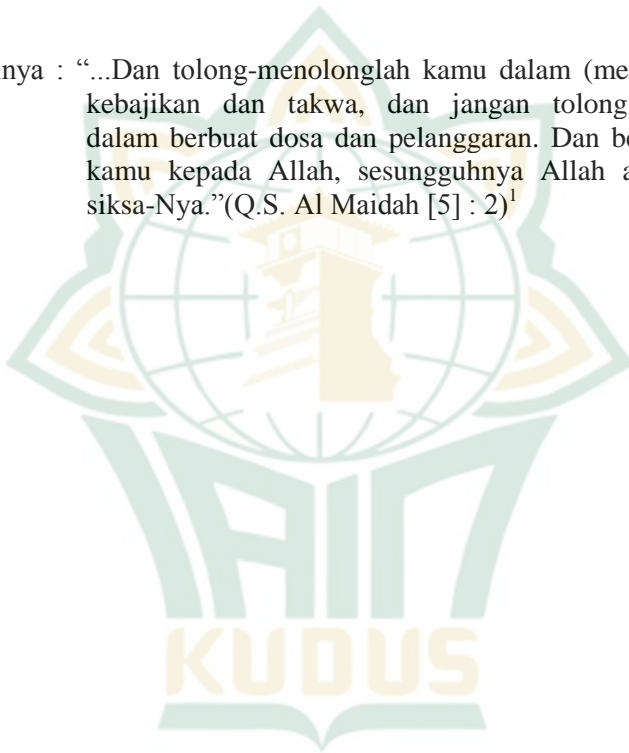 nya : “...Dan tolong-menolonglah kamu dalam (me
kebajikan dan takwa, dan jangan tolong
dalam berbuat dosa dan pelanggaran. Dan be
kamu kepada Allah, sesungguhnya Allah a
siksa-Nya.”(Q.S. Al Maidah [5] : 2)1
IAIN
KUDUS